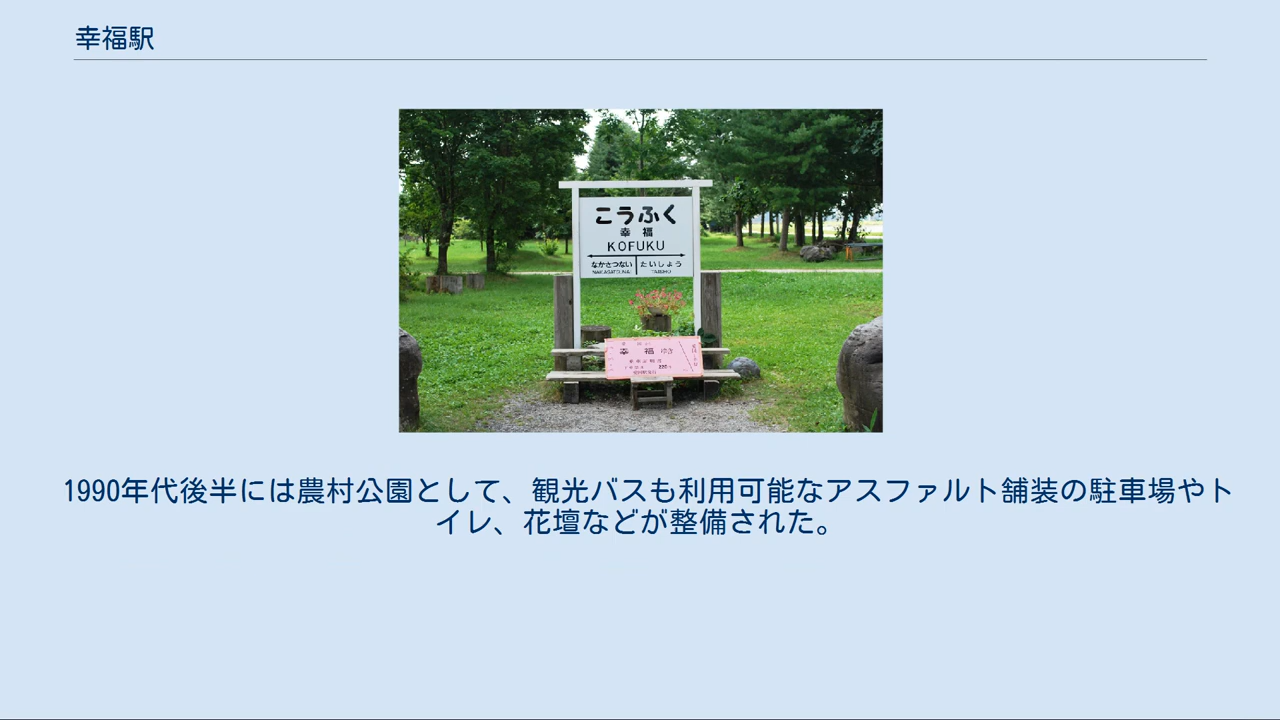 幸福駅
こうふく
幸福
KOFUKU
なかさつない たいしょう
NAKASATSUNAI TAISHO
幸福 ゆき
1990年代後半には農村公園として、観光バスも利用可能なアスファルト舗装の駐車場やト
イレ、花壇などが整備された。